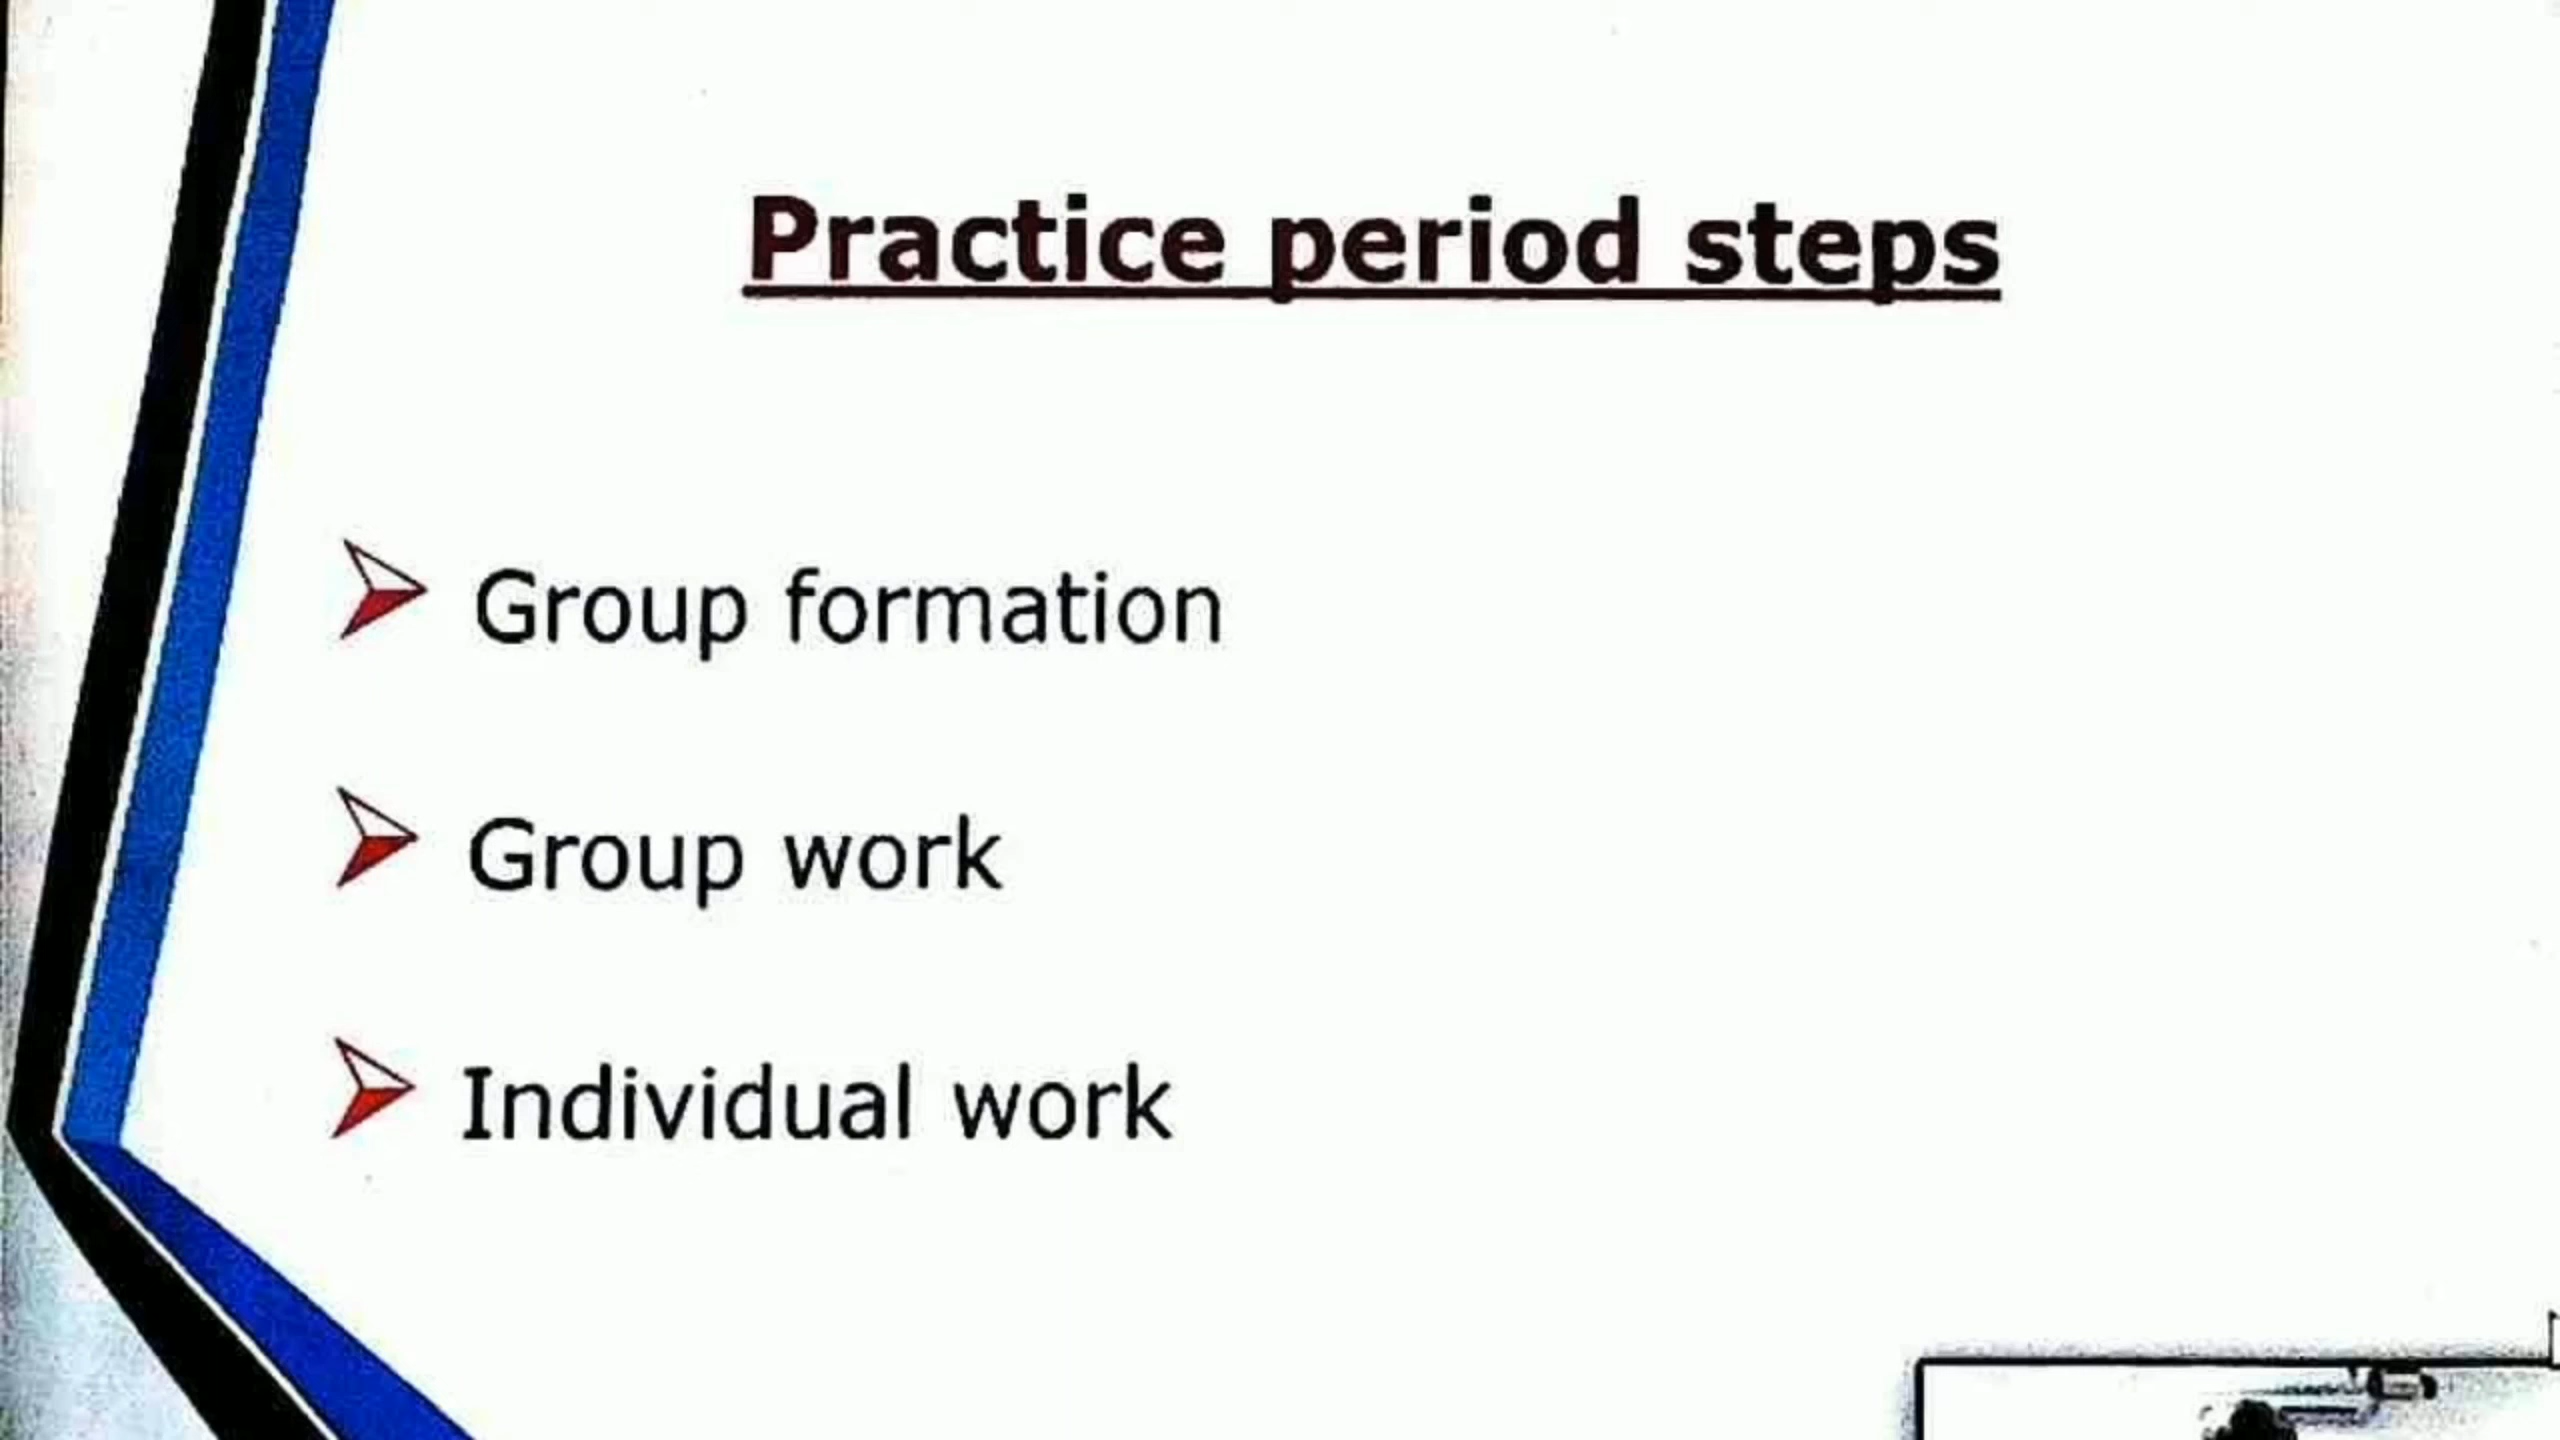 Practice period steps
Group formation
Group work
Individual work